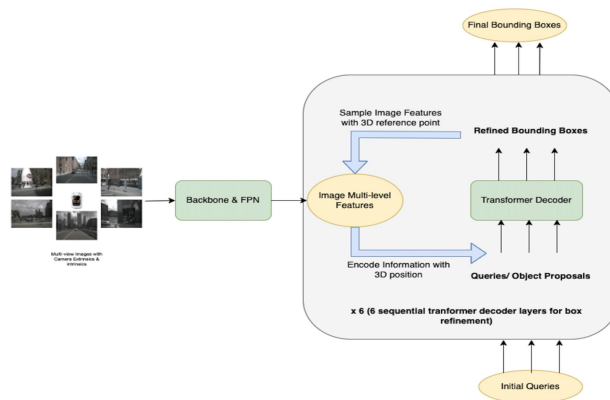 Final Bounding Boxes
Sample Image Features
with 3D reference point
Refined Bounding Boxes
Backbone & FPN
Image Multi-level
Features
Transformer Decoder
Multi-view Images with
Camera Extrinsics &
Intrinsics
Encode Information with
3D position
Queries/ Object Proposals
x 6 (6 sequential tranformer decoder layers for box
refinement)
Initial Queries